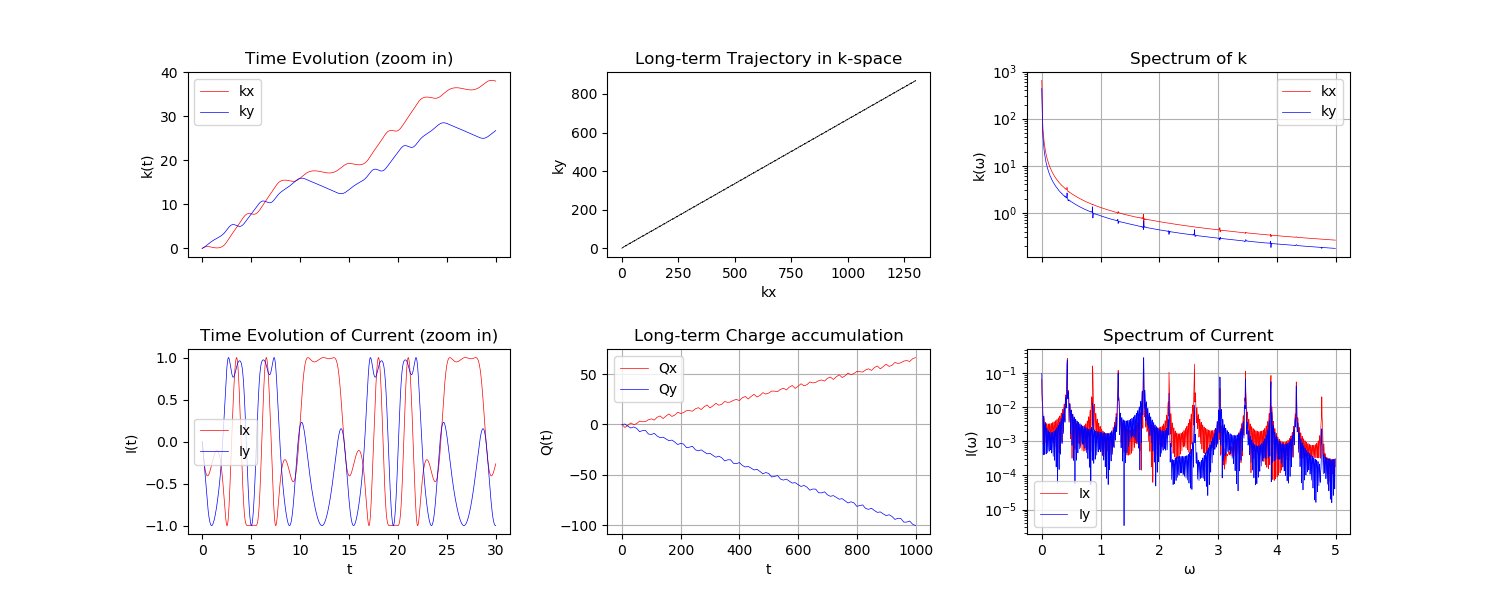 Time Evolution (zoom in)
k(t)
40
30
20
10
0
kx
ky
Long-term Trajectory in k-space
ky
800
600
400
200
0
0 250 500 750 1000 1250
kx
Spectrum of k
k(ω)
10³
10²
10¹
10⁰
kx
ky
Time Evolution of Current (zoom in)
I(t)
1.0
0.5
0.0
−0.5
−1.0
Ix
Iy
0 5 10 15 20 25 30
t
Long-term Charge accumulation
Q(t)
50
0
−50
−100
Qx
Qy
0 200 400 600 800 1000
t
Spectrum of Current
I(ω)
10⁻¹
10⁻²
10⁻³
10⁻⁴
10⁻⁵
Ix
Iy
0 1 2 3 4 5
ω